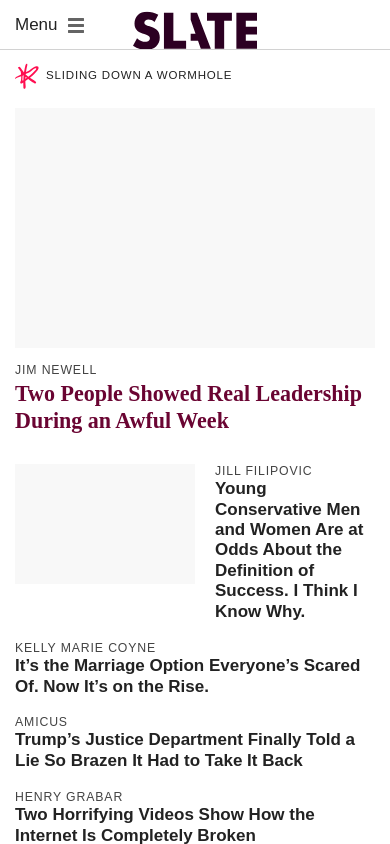 Menu
SLATE
SLIDING DOWN A WORMHOLE
JIM NEWELL
Two People Showed Real Leadership
During an Awful Week
JILL FILIPOVIC
Young
Conservative Men
and Women Are at
Odds About the
Definition of
Success. I Think I
Know Why.
KELLY MARIE COYNE
It’s the Marriage Option Everyone’s Scared
Of. Now It’s on the Rise.
AMICUS
Trump’s Justice Department Finally Told a
Lie So Brazen It Had to Take It Back
HENRY GRABAR
Two Horrifying Videos Show How the
Internet Is Completely Broken